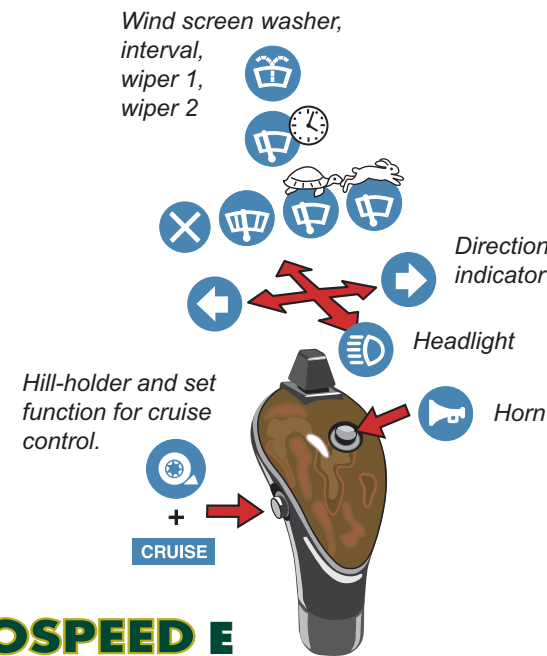 Wind screen washer,
interval,
wiper 1,
wiper 2
Direction
indicator
Headlight
Hill-holder and set
function for cruise
control.
Horn
+
CRUISE
OSPEED E